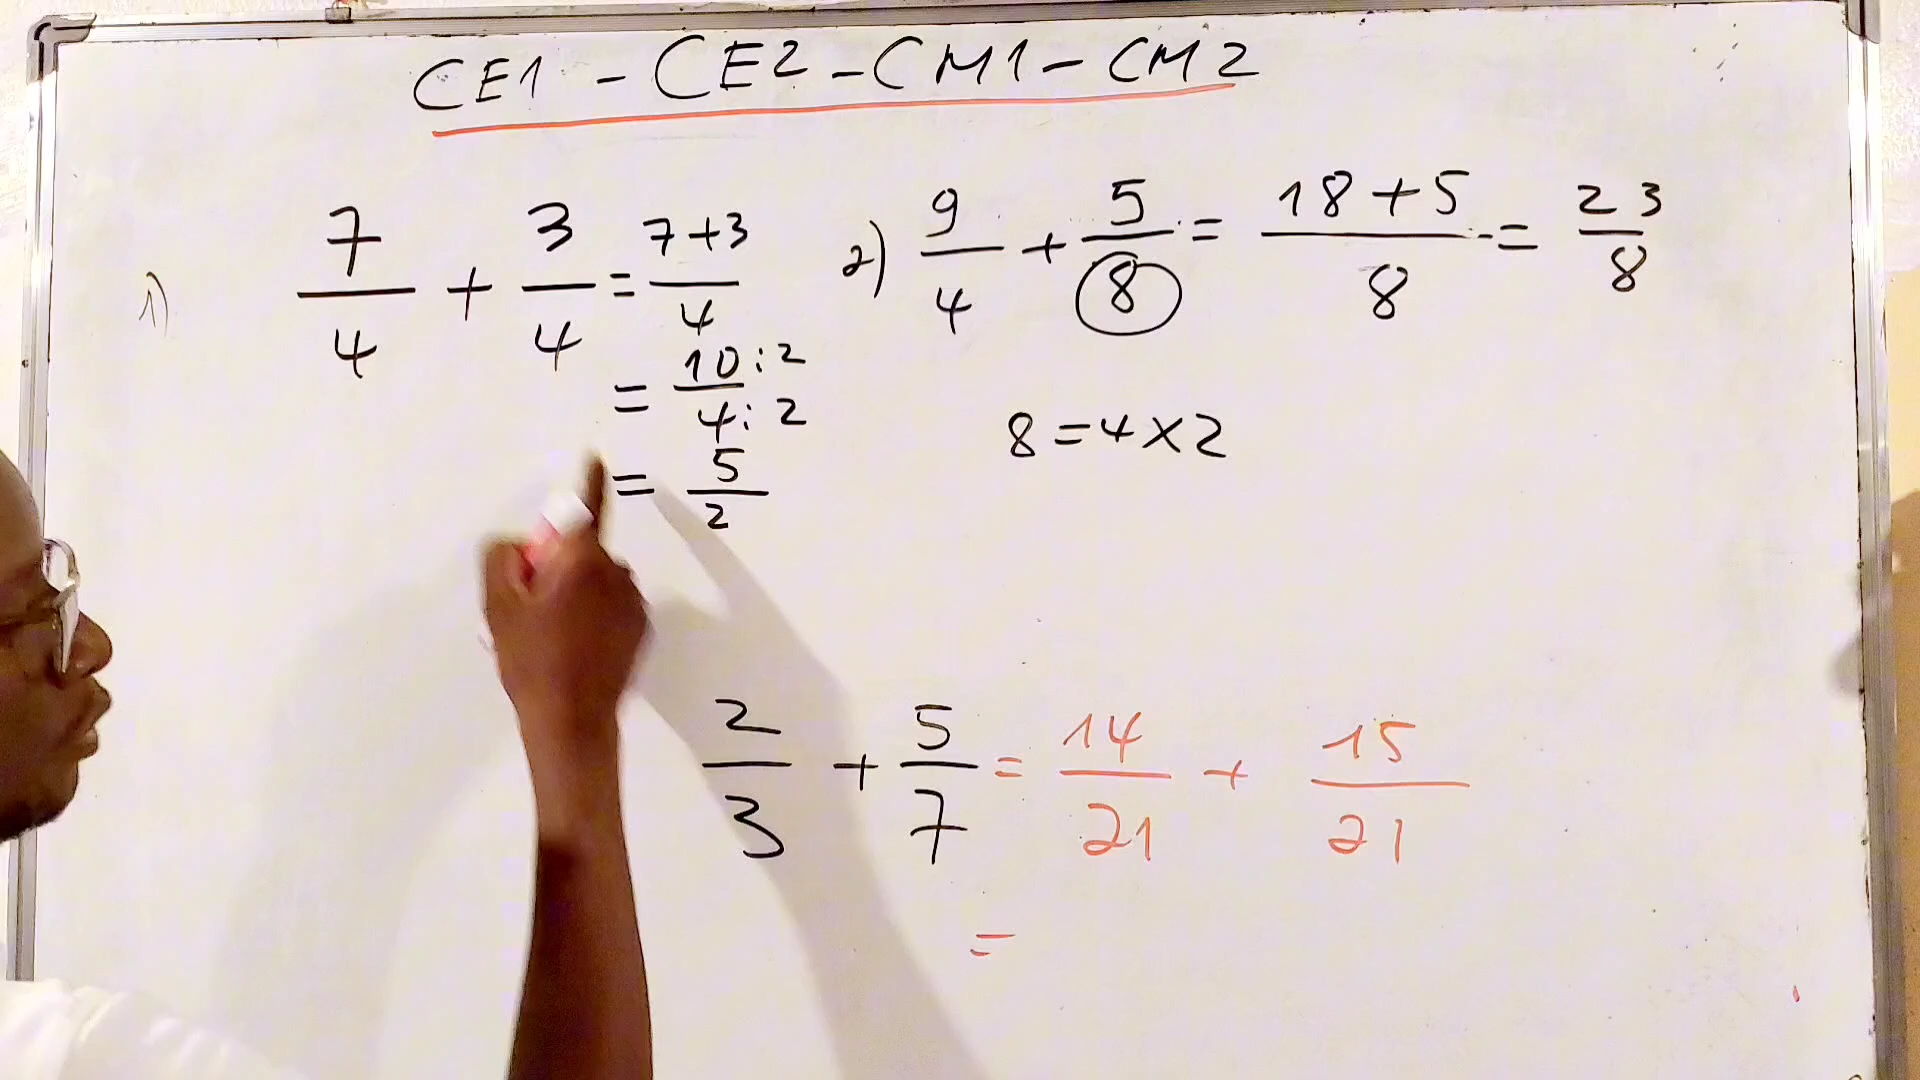 CE1 - CE2 - CM1 - CM2
1) 7/4 + 3/4 = 7+3/4
= 10:2/4:2
= 5/2
2) 9/4 + 5/8 = 18+5/8 = 23/8
8 = 4 × 2
2/3 + 5/7 = 14/21 + 15/21
=